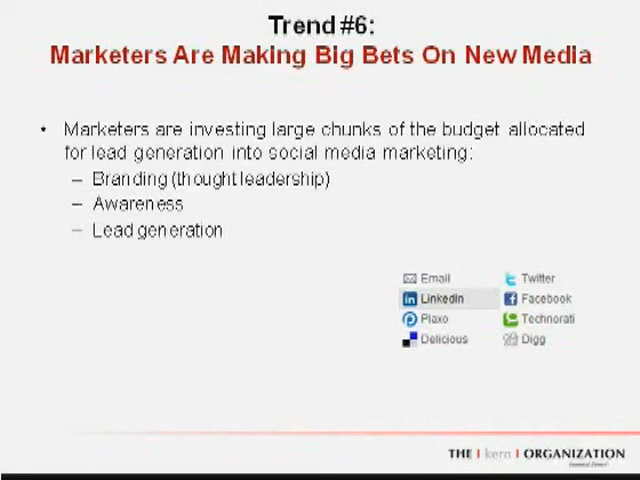 Trend #6:
Marketers Are Making Big Bets On New Media
• Marketers are investing large chunks of the budget allocated
for lead generation into social media marketing:
– Branding (thought leadership)
– Awareness
– Lead generation
Email
Twitter
LinkedIn
Facebook
Plaxo
Technorati
Delicious
Digg
THE | kern | ORGANIZATION